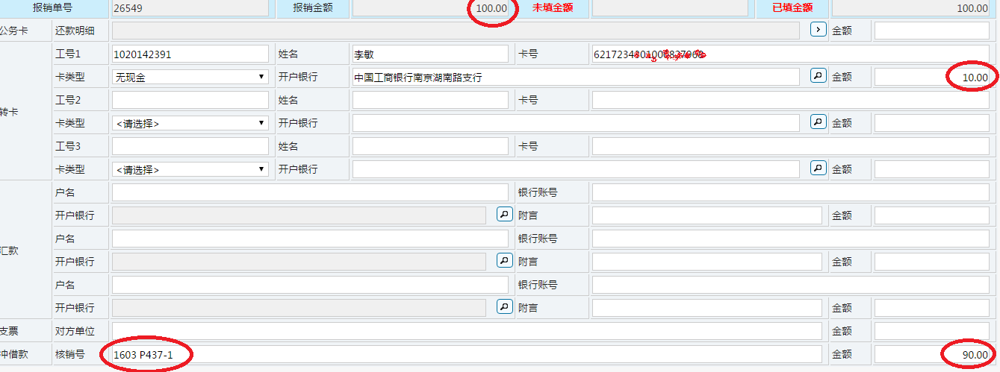 报销单号 26549 报销金额 100.00 未填金额 已填金额 100.00
公务卡 还款明细 金额
工号1 1020142391 姓名 李敏 卡号
卡类型 无现金 开户银行 中国工商银行南京湖南路支行 金额 10.00
工号2 姓名 卡号
转卡
卡类型 <请选择> 开户银行 金额
工号3 姓名 卡号
卡类型 <请选择> 开户银行 金额
户名 银行账号
开户银行 附言 金额
户名 银行账号
汇款
开户银行 附言 金额
户名 银行账号
开户银行 附言 金额
支票 对方单位 金额
冲借款 核销号 1603 P437-1 金额 90.00